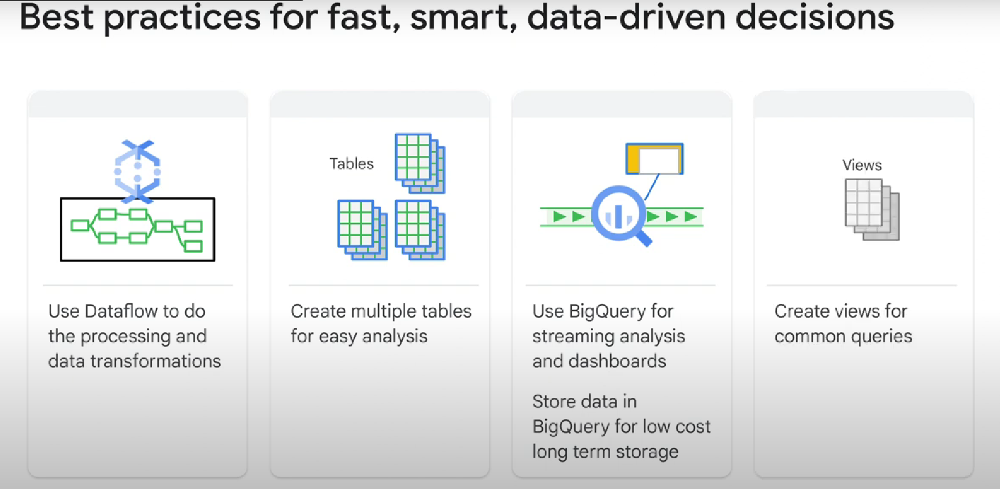 Best practices for fast, smart, data-driven decisions
Use Dataflow to do
the processing and
data transformations
Tables
Create multiple tables
for easy analysis
Use BigQuery for
streaming analysis
and dashboards
Store data in
BigQuery for low cost
long term storage
Views
Create views for
common queries